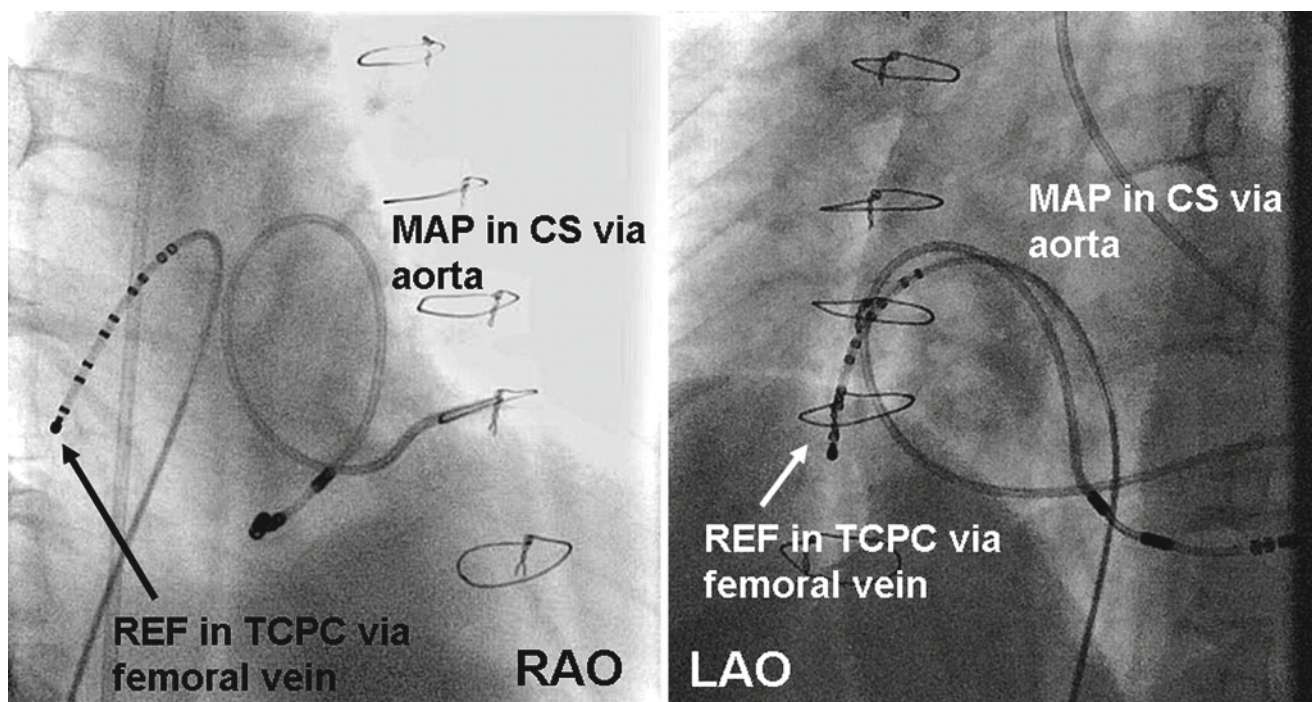 MAP in CS via
aorta
REF in TCPC via
femoral vein
RAO
MAP in CS via
aorta
REF in TCPC via
femoral vein
LAO